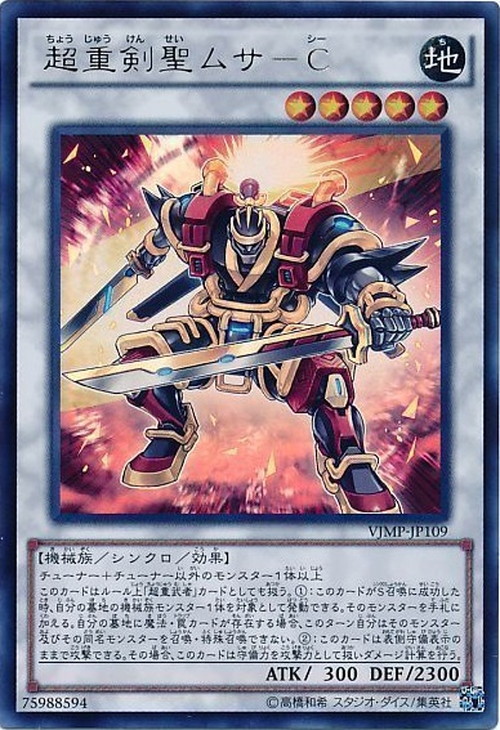 ちょう じゅう けん せい シー
超重剣聖ムサ－C
ち
地
VJMP-JP109
【機械族／シンクロ／効果】
チューナー＋チューナー以外のモンスター1体以上
このカードはルール上「超重武者」カードとしても扱う。①：このカードがS召喚に成功した
時、自分の墓地の機械族モンスター1体を対象として発動できる。そのモンスターを手札に
加える。自分の墓地に魔法・罠カードが存在する場合、このターン自分はそのモンスター
及びその同名モンスターを召喚・特殊召喚できない。②：このカードは表側守備表示の
ままで攻撃できる。その場合、このカードは守備力を攻撃力として扱いダメージ計算を行う。
ATK/ 300 DEF/2300
75988594
©高橋和希 スタジオ・ダイス/集英社